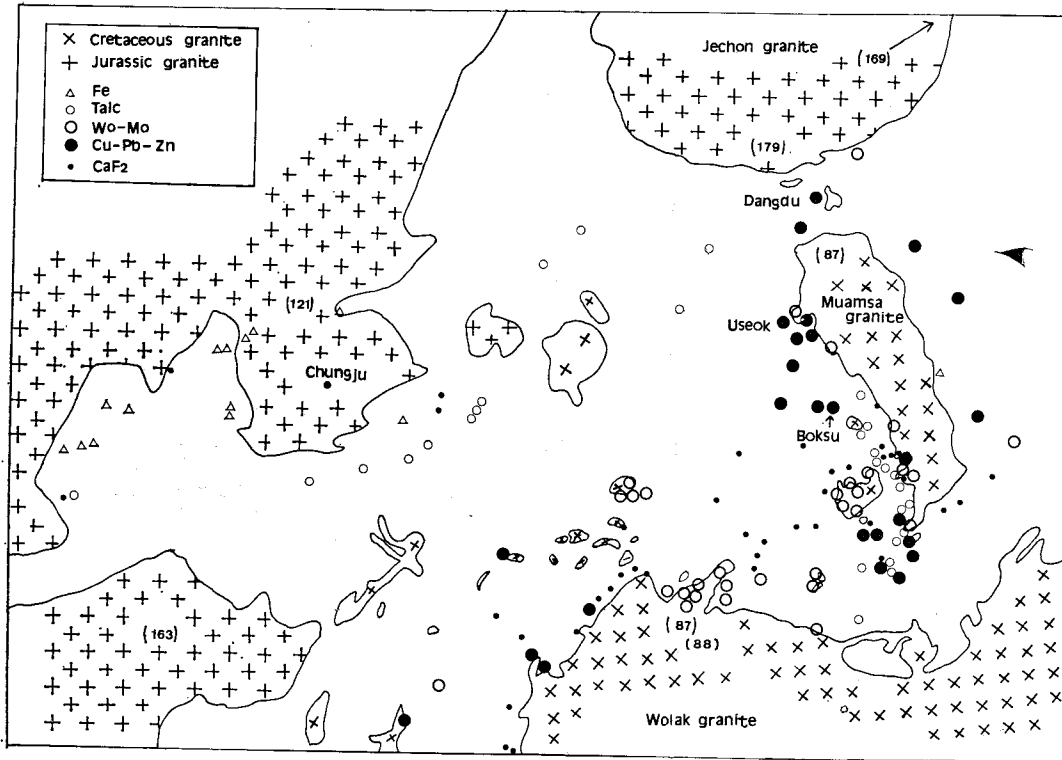 Cretaceous granite
Jurassic granite
Fe
Talc
Wo-Mo
Cu-Pb-Zn
CaF2
Jechon granite
(169)
(179)
Dangdu
(87)
Muamsa
granite
Useok
(121)
Chungju
Boksu
(163)
(87)
(88)
Wolak granite